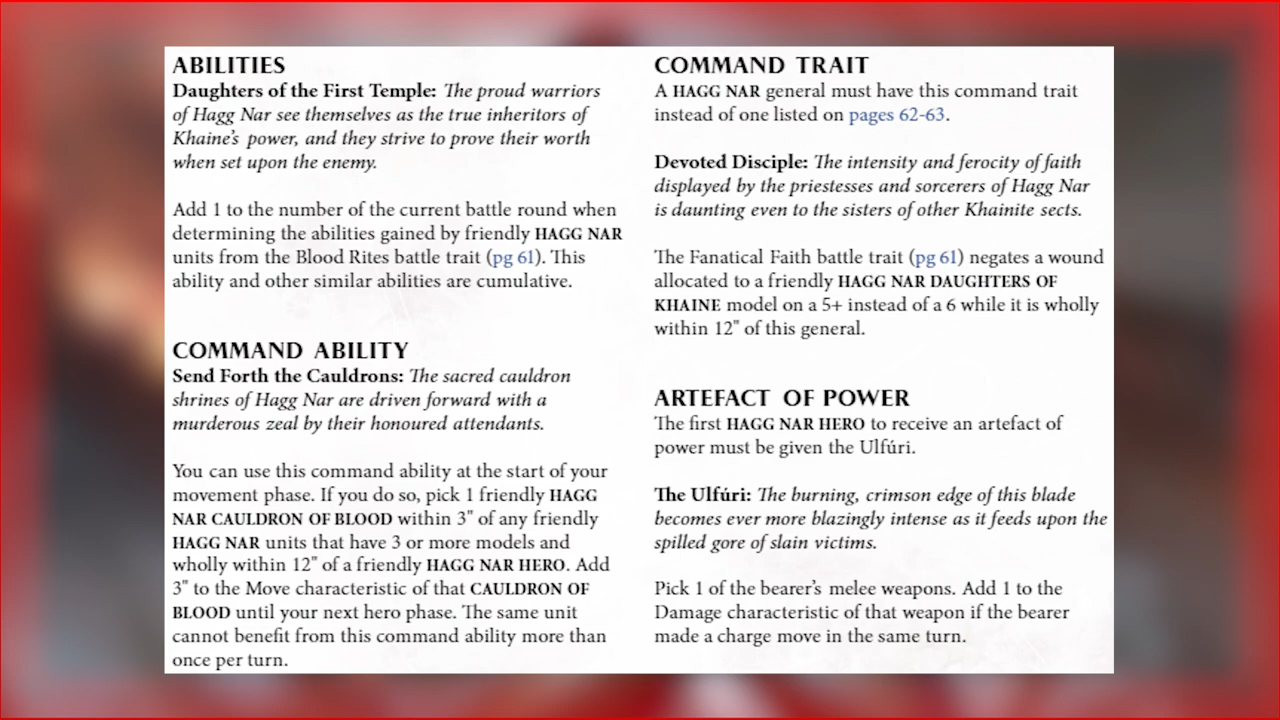 ABILITIES
Daughters of the First Temple: The proud warriors
of Hagg Nar see themselves as the true inheritors of
Khaine's power, and they strive to prove their worth
when set upon the enemy.
Add 1 to the number of the current battle round when
determining the abilities gained by friendly HAGG NAR
units from the Blood Rites battle trait (pg 61). This
ability and other similar abilities are cumulative.
COMMAND ABILITY
Send Forth the Cauldrons: The sacred cauldron
shrines of Hagg Nar are driven forward with a
murderous zeal by their honoured attendants.
You can use this command ability at the start of your
movement phase. If you do so, pick 1 friendly HAGG
NAR CAULDRON OF BLOOD within 3" of any friendly
HAGG NAR units that have 3 or more models and
wholly within 12" of a friendly HAGG NAR HERO. Add
3" to the Move characteristic of that CAULDRON OF
BLOOD until your next hero phase. The same unit
cannot benefit from this command ability more than
once per turn.
COMMAND TRAIT
A HAGG NAR general must have this command trait
instead of one listed on pages 62-63.
Devoted Disciple: The intensity and ferocity of faith
displayed by the priestesses and sorcerers of Hagg Nar
is daunting even to the sisters of other Khainite sects.
The Fanatical Faith battle trait (pg 61) negates a wound
allocated to a friendly HAGG NAR DAUGHTERS OF
KHAINE model on a 5+ instead of a 6 while it is wholly
within 12" of this general.
ARTEFACT OF POWER
The first HAGG NAR HERO to receive an artefact of
power must be given the Ulfúri.
The Ulfúri: The burning, crimson edge of this blade
becomes ever more blazingly intense as it feeds upon the
spilled gore of slain victims.
Pick 1 of the bearer's melee weapons. Add 1 to the
Damage characteristic of that weapon if the bearer
made a charge move in the same turn.